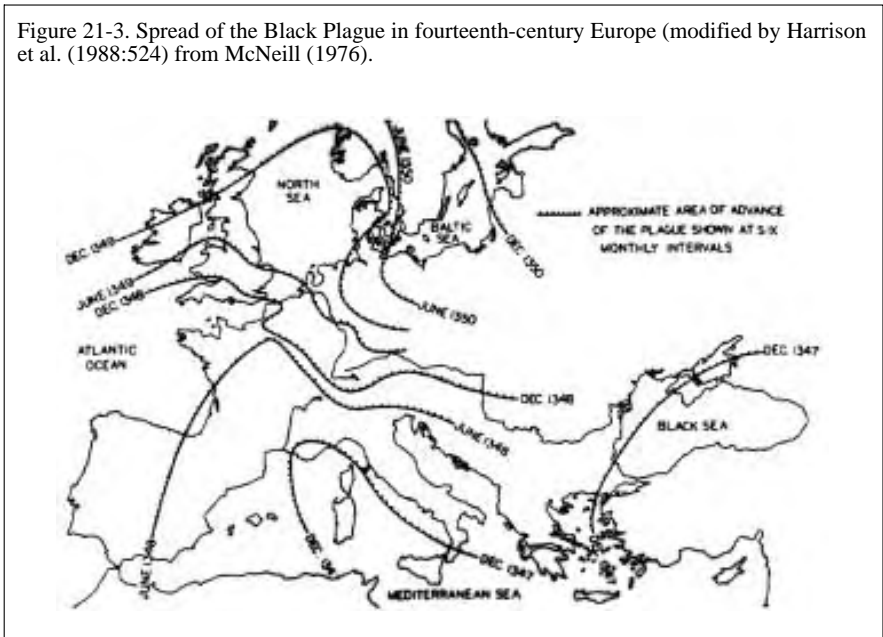 Figure 21-3. Spread of the Black Plague in fourteenth-century Europe (modified by Harrison
et al. (1988:524) from McNeill (1976).
JUNE 1350
NORTH
SEA
BALTIC
SEA
APPROXIMATE AREA OF ADVANCE
OF THE PLAGUE SHOWN AT SIX
MONTHLY INTERVALS
DEC 1349
DEC 1350
JUNE 1349
DEC 1348
JUNE 1350
ATLANTIC
OCEAN
DEC 1347
DEC 1348
BLACK SEA
JUNE 1348
JUNE 1348
DEC
DEC 1347
MEDITERRANEAN SEA